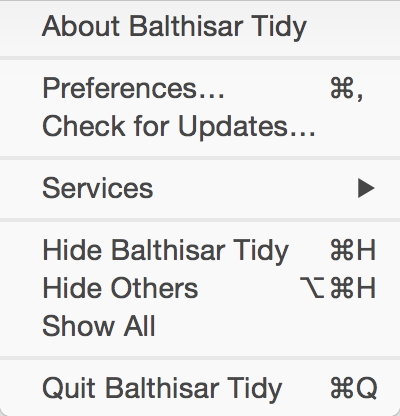 About Balthisar Tidy
Preferences… ⌘,
Check for Updates…
Services ▶
Hide Balthisar Tidy ⌘H
Hide Others ⌥⌘H
Show All
Quit Balthisar Tidy ⌘Q